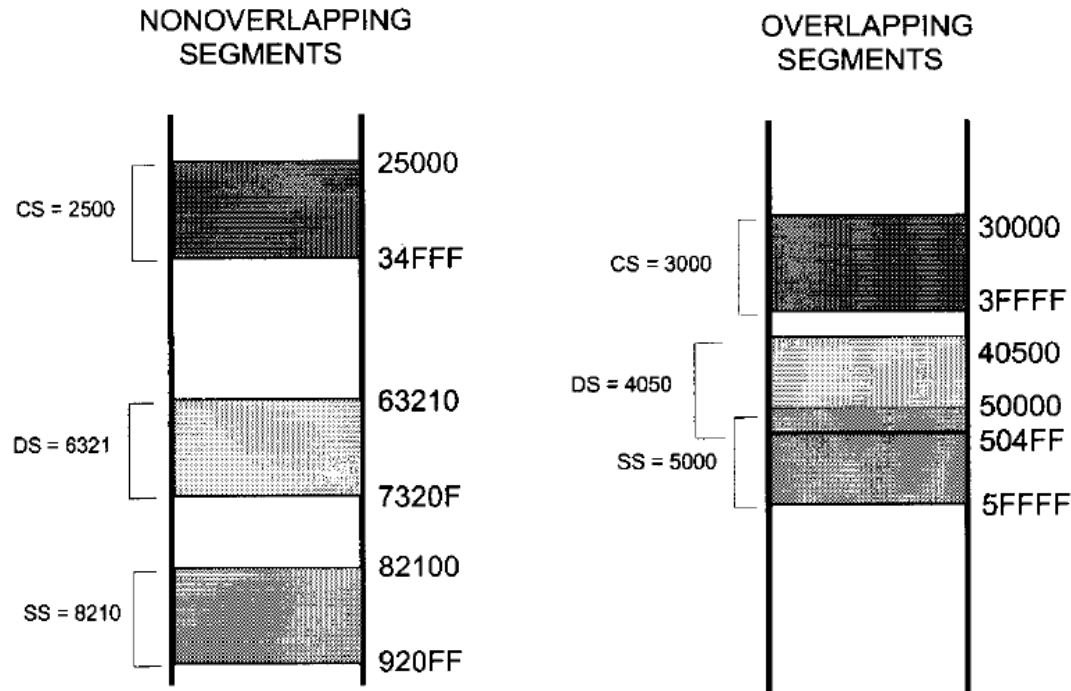 NONOVERLAPPING
SEGMENTS
CS = 2500
25000
34FFF
DS = 6321
63210
7320F
SS = 8210
82100
920FF
OVERLAPPING
SEGMENTS
CS = 3000
30000
3FFFF
DS = 4050
40500
50000
SS = 5000
504FF
5FFFF